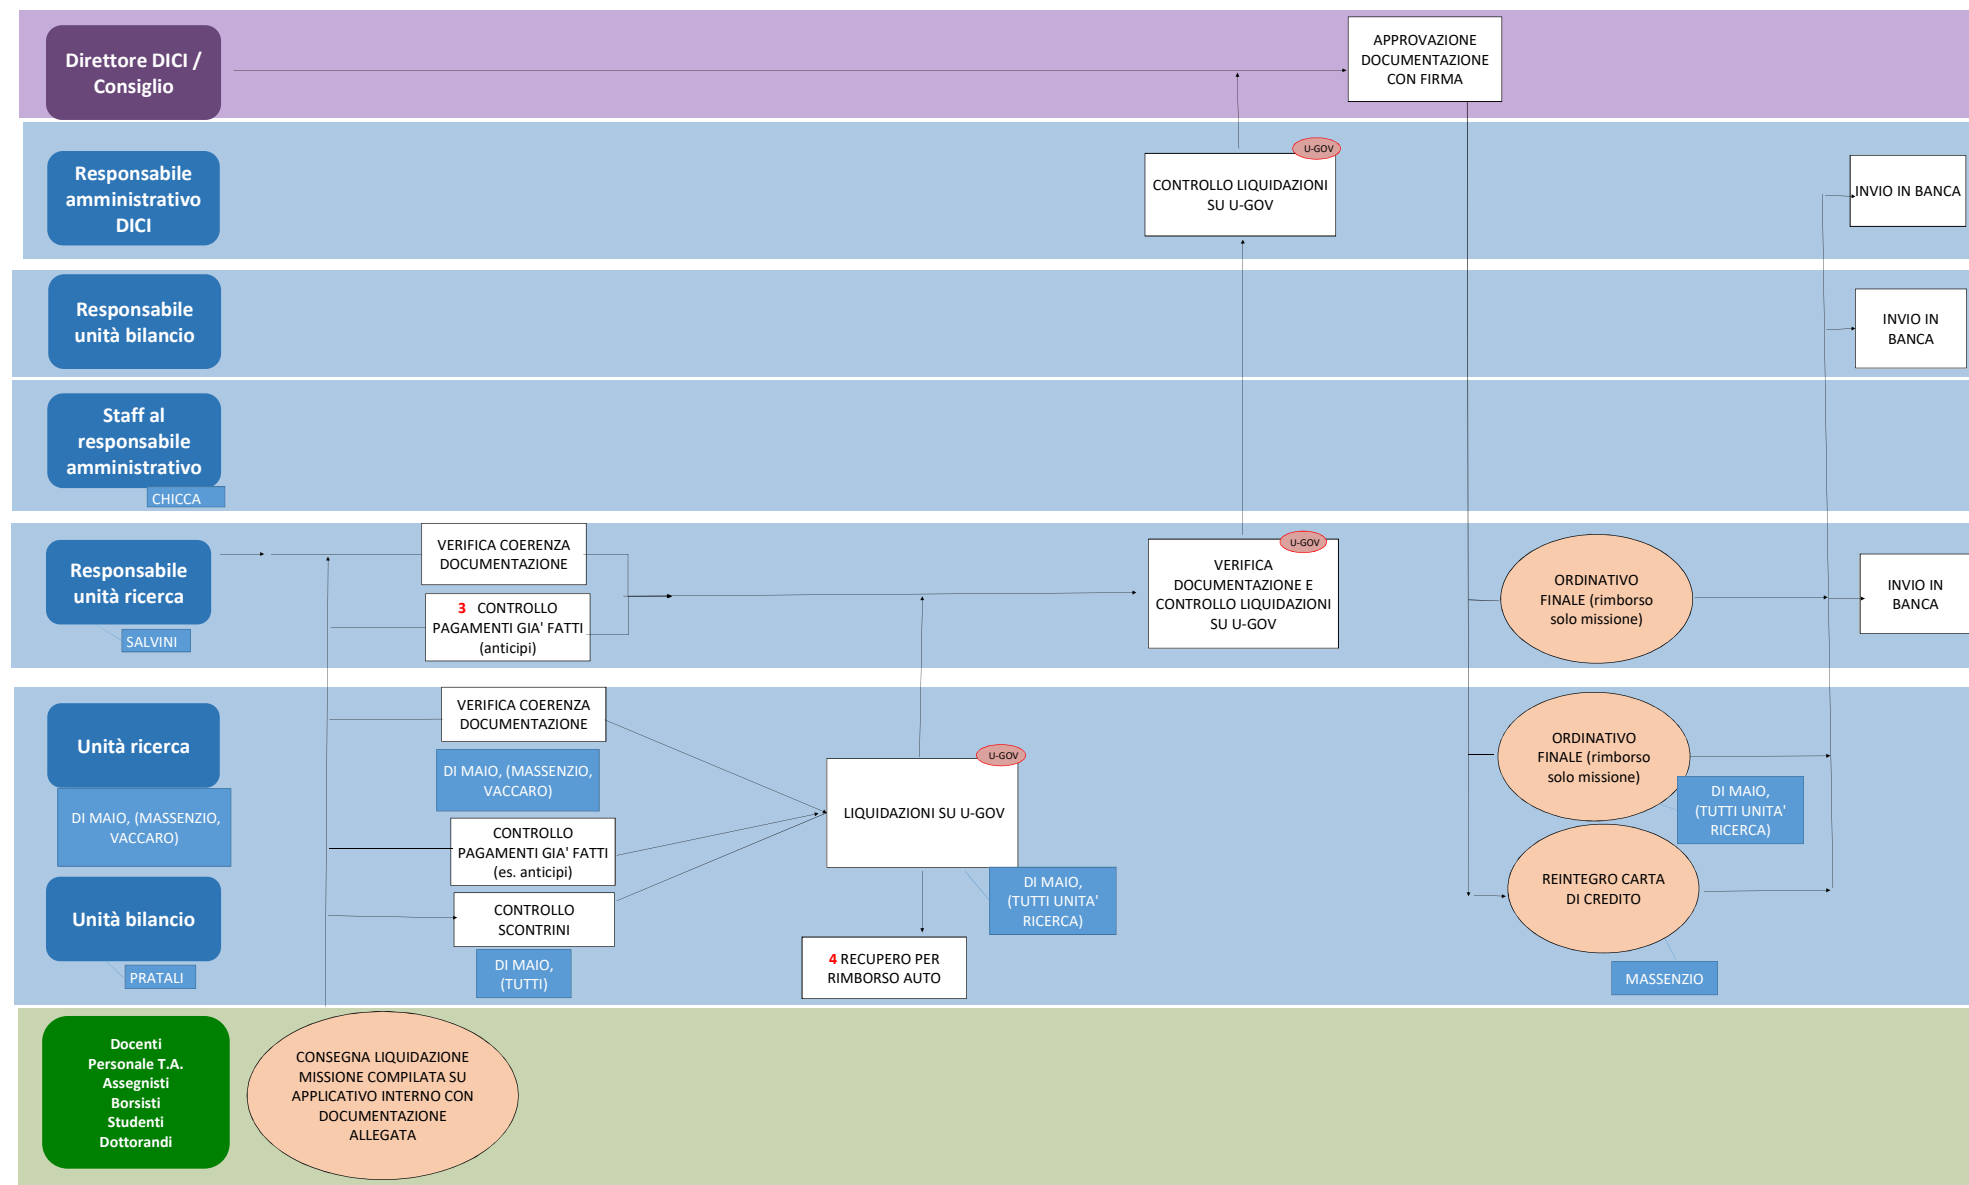 Direttore DICI /
Consiglio
APPROVAZIONE
DOCUMENTAZIONE
CON FIRMA
Responsabile
amministrativo
DICI
U-GOV
CONTROLLO LIQUIDAZIONI
SU U-GOV
INVIO IN BANCA
Responsabile
unità bilancio
INVIO IN
BANCA
Staff al
responsabile
amministrativo
CHICCA
Responsabile
unità ricerca
SALVINI
VERIFICA COERENZA
DOCUMENTAZIONE
3 CONTROLLO
PAGAMENTI GIA' FATTI
(anticipi)
U-GOV
VERIFICA
DOCUMENTAZIONE E
CONTROLLO LIQUIDAZIONI
SU U-GOV
ORDINATIVO
FINALE (rimborso
solo missione)
INVIO IN
BANCA
Unità ricerca
DI MAIO, (MASSENZIO,
VACCARO)
VERIFICA COERENZA
DOCUMENTAZIONE
DI MAIO, (MASSENZIO,
VACCARO)
CONTROLLO
PAGAMENTI GIA' FATTI
(es. anticipi)
U-GOV
LIQUIDAZIONI SU U-GOV
DI MAIO,
(TUTTI UNITA'
RICERCA)
ORDINATIVO
FINALE (rimborso
solo missione)
DI MAIO,
(TUTTI UNITA'
RICERCA)
Unità bilancio
PRATALI
CONTROLLO
SCONTRINI
DI MAIO,
(TUTTI)
4 RECUPERO PER
RIMBORSO AUTO
REINTEGRO CARTA
DI CREDITO
MASSENZIO
Docenti
Personale T.A.
Assegnisti
Borsisti
Studenti
Dottorandi
CONSEGNA LIQUIDAZIONE
MISSIONE COMPILATA SU
APPLICATIVO INTERNO CON
DOCUMENTAZIONE
ALLEGATA